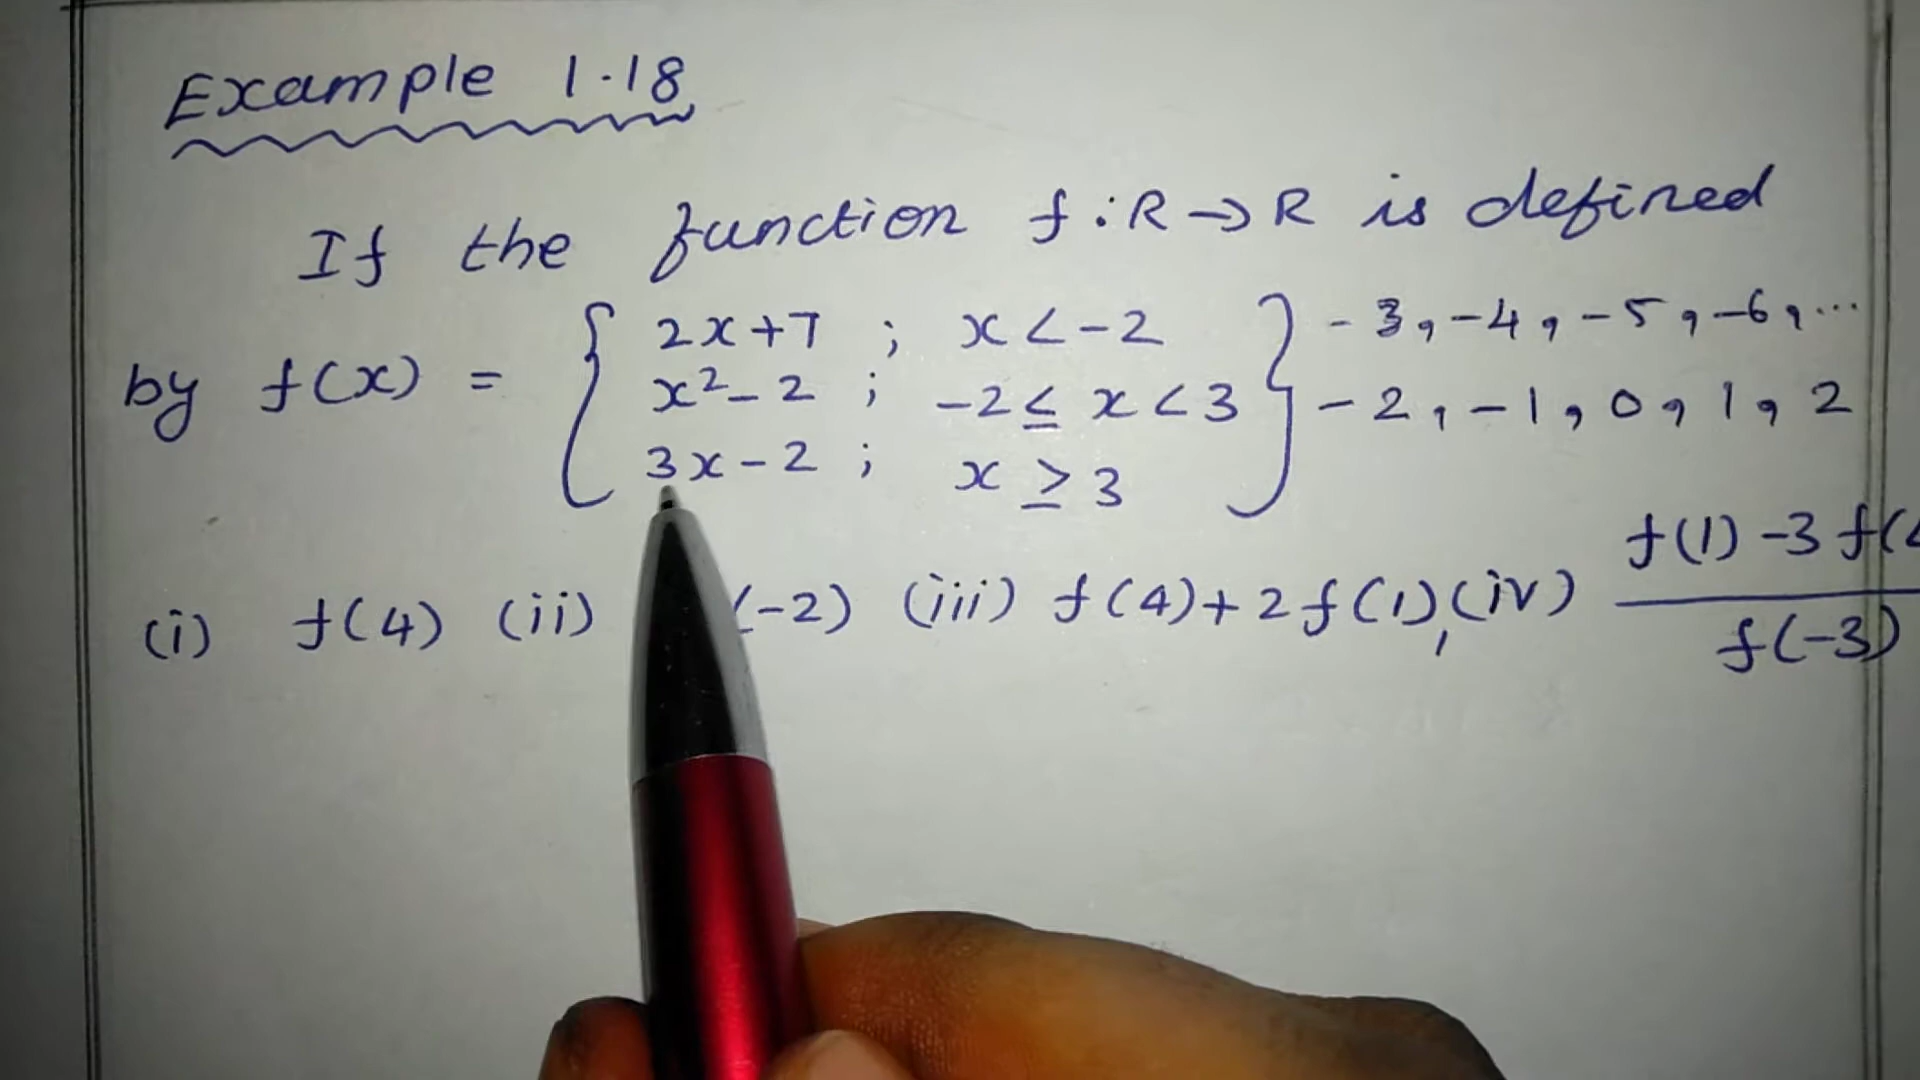 Example 1.18
If the function f:R→R is defined
by f(x) = { 2x+7 ; x < -2 } -3, -4, -5, -6, ...
x² - 2 ; -2 ≤ x < 3 -2, -1, 0, 1, 2
3x - 2 ; x ≥ 3
(i) f(4) (ii) (-2) (iii) f(4) + 2f(1), (iv) f(1) - 3f(
f(-3)